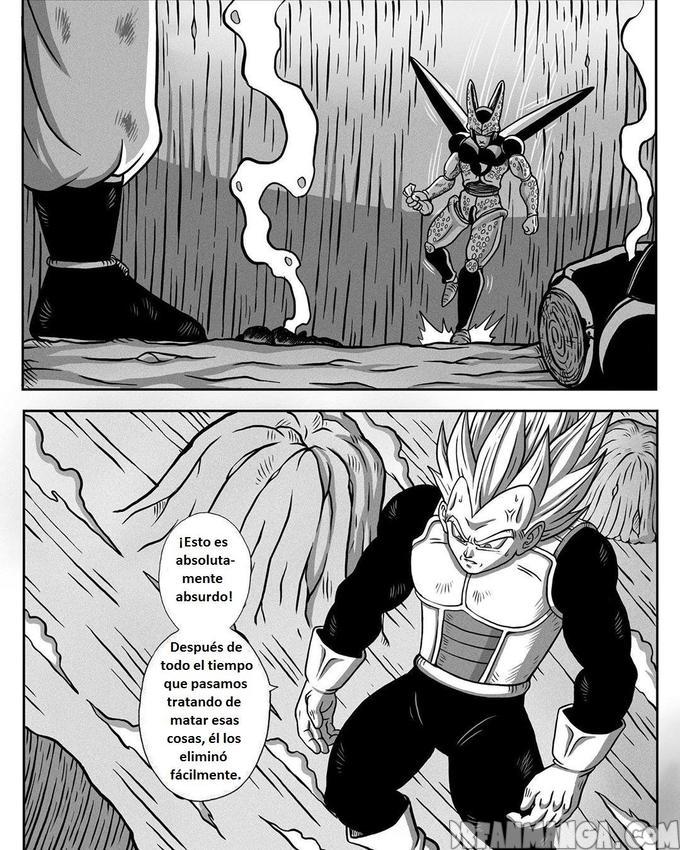 ¡Esto es
absoluta-
mente
absurdo!
Después de
todo el tiempo
que pasamos
tratando de
matar esas
cosas, él los
eliminó
fácilmente.
DBFANMANGA.COM